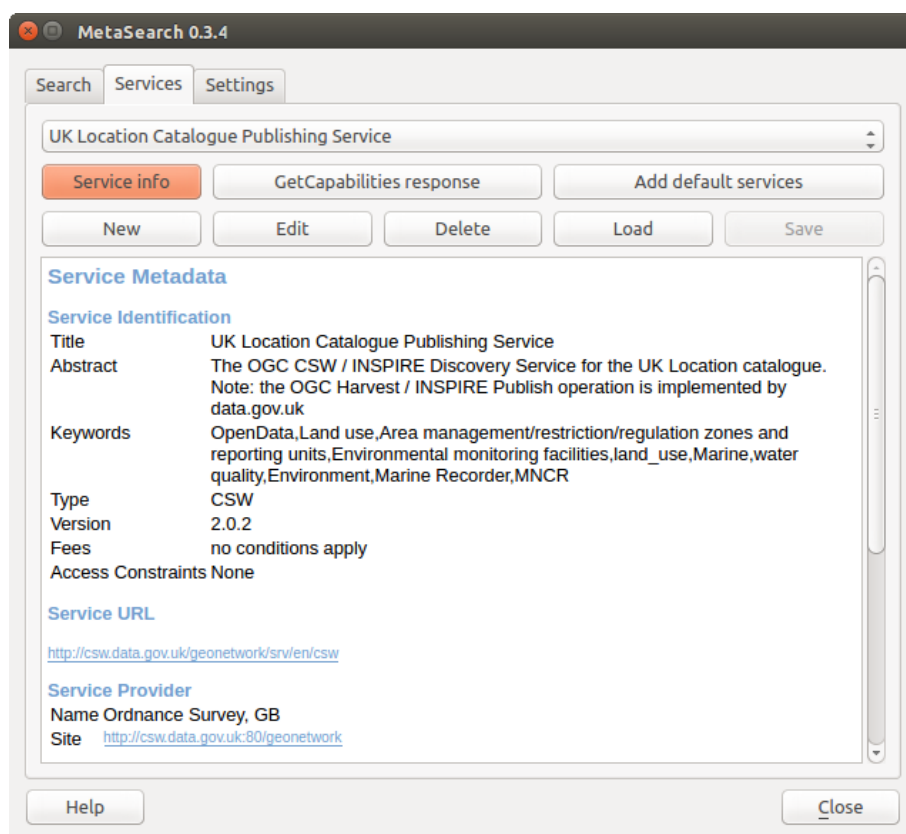 MetaSearch 0.3.4
Search Services Settings
UK Location Catalogue Publishing Service
Service info GetCapabilities response Add default services
New Edit Delete Load Save
Service Metadata
Service Identification
Title UK Location Catalogue Publishing Service
Abstract The OGC CSW / INSPIRE Discovery Service for the UK Location catalogue.
Note: the OGC Harvest / INSPIRE Publish operation is implemented by
data.gov.uk
Keywords OpenData,Land use,Area management/restriction/regulation zones and
reporting units,Environmental monitoring facilities,land_use,Marine,water
quality,Environment,Marine Recorder,MNCR
Type CSW
Version 2.0.2
Fees no conditions apply
Access Constraints None
Service URL
http://csw.data.gov.uk/geonetwork/srv/en/csw
Service Provider
Name Ordnance Survey, GB
Site http://csw.data.gov.uk:80/geonetwork
Help Close